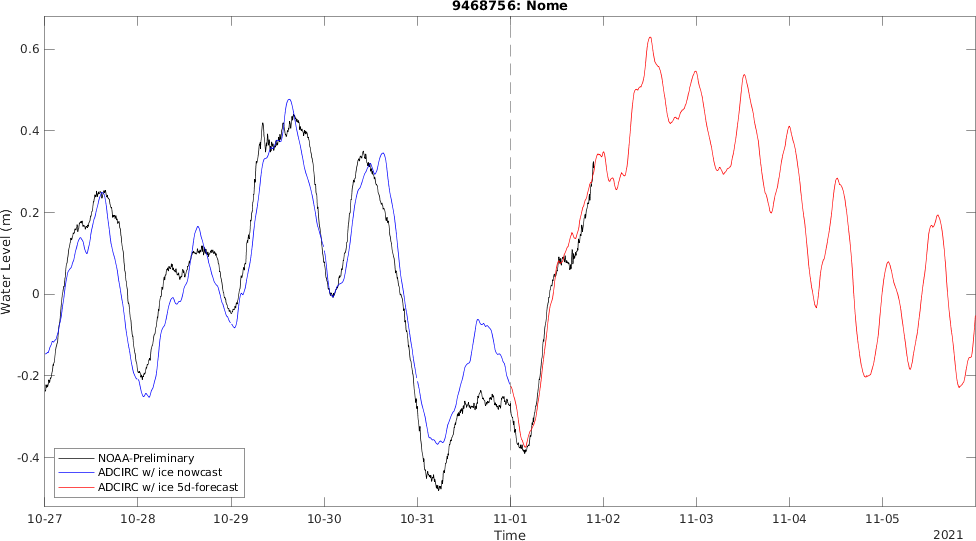 9468756: Nome
Water Level (m)
0.6
0.4
0.2
0
-0.2
-0.4
NOAA-Preliminary
ADCIRC w/ ice nowcast
ADCIRC w/ ice 5d-forecast
10-27 10-28 10-29 10-30 10-31 11-01 11-02 11-03 11-04 11-05
Time
2021